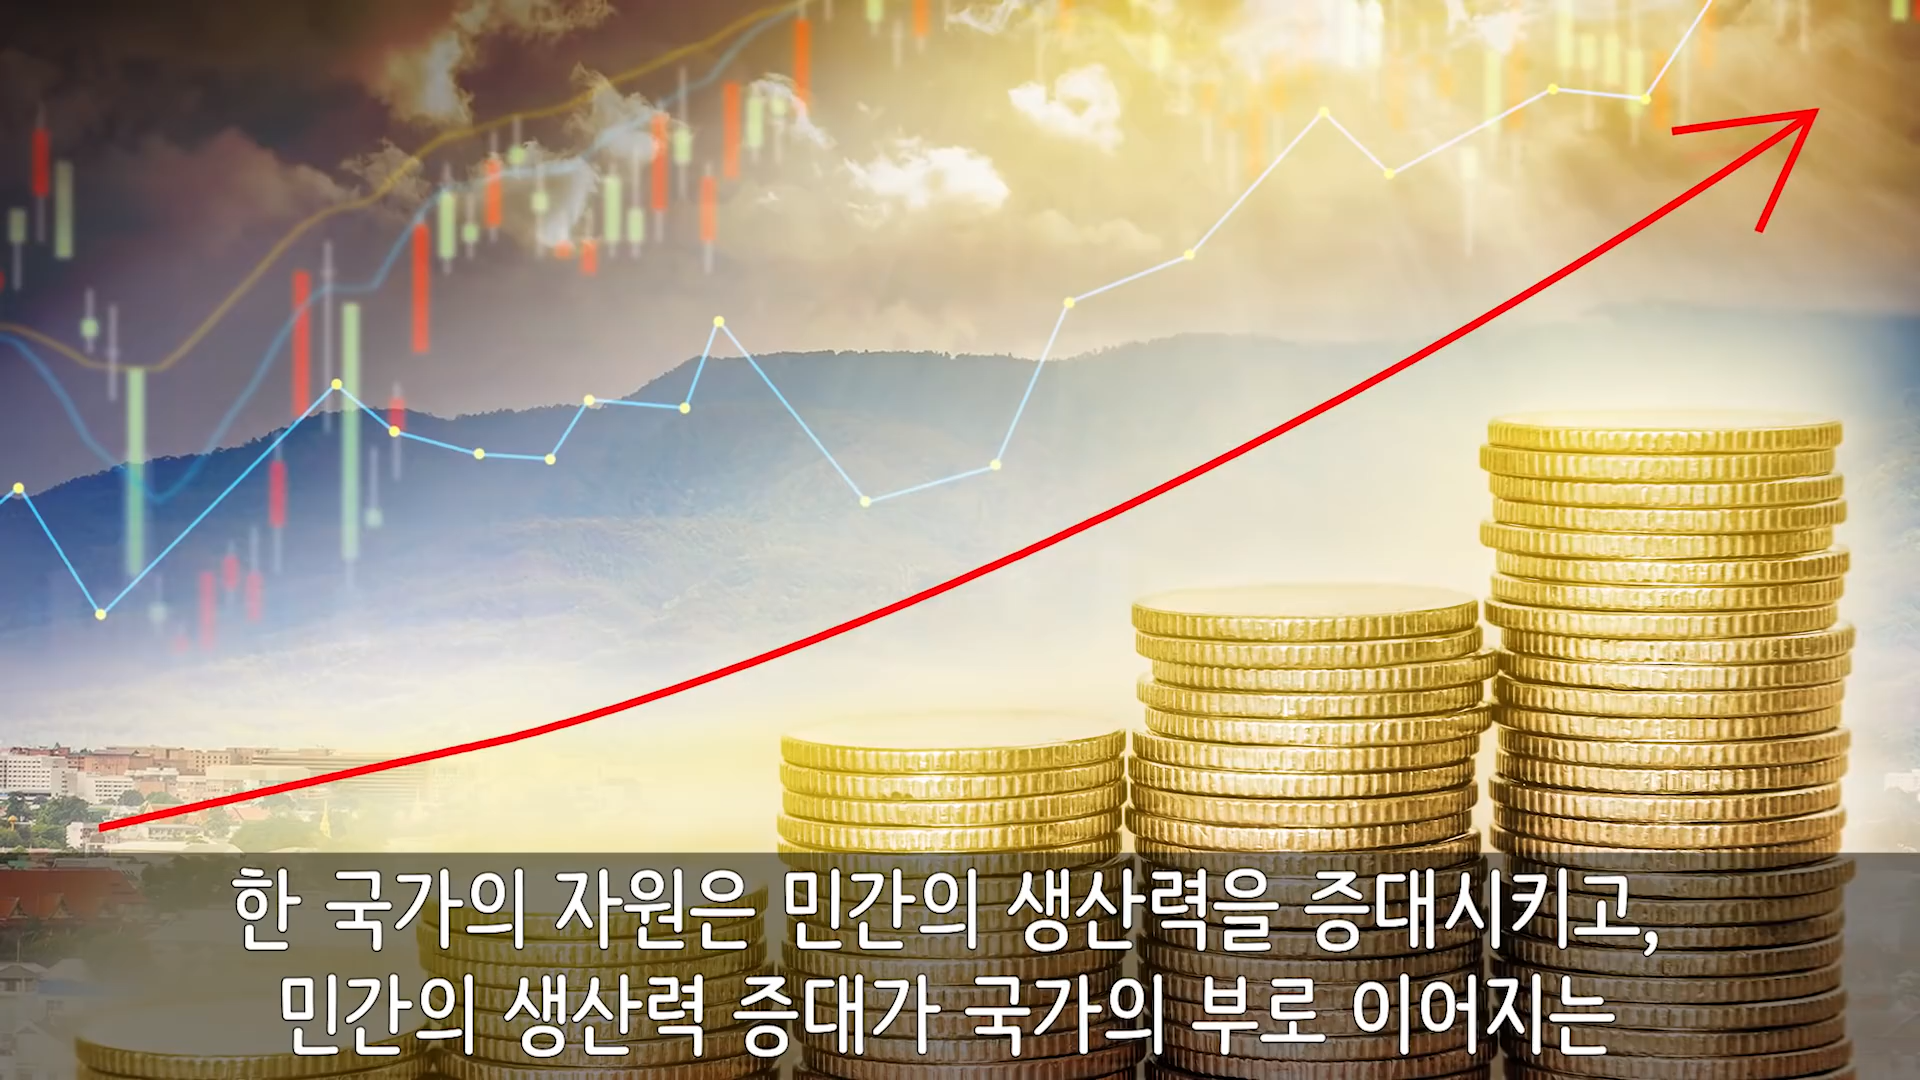 한 국가의 자원은 민간의 생산력을 증대시키고,
민간의 생산력 증대가 국가의 부로 이어지는